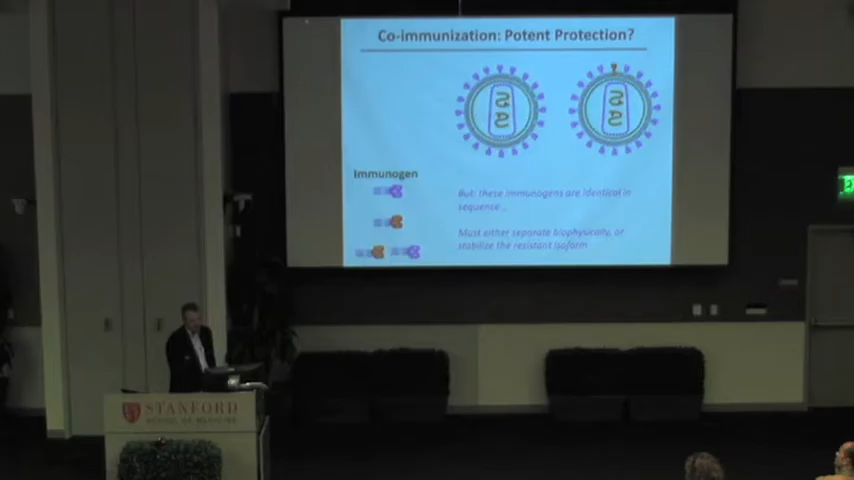 Co-immunization: Potent Protection?
Immunogen
But: these immunogens are identical in
sequence...
Must either separate biophysically, or
stabilize the resistant isoform
STANFORD
SCHOOL OF MEDICINE